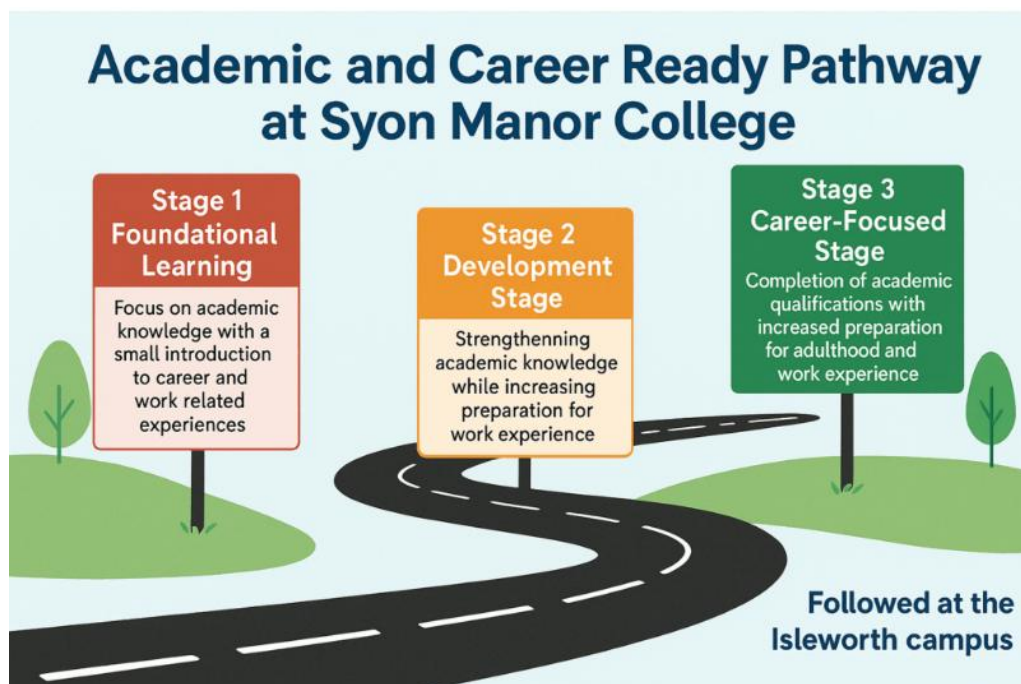 Academic and Career Ready Pathway
at Syon Manor College
Stage 1
Foundational
Learning
Focus on academic
knowledge with a
small introduction
to career and
work related
experiences
Stage 2
Development
Stage
Strengthenning
academic knowledge
while increasing
preparation for
work experience
Stage 3
Career-Focused
Stage
Completion of academic
qualifications with
increased preparation
for adulthood and
work experience
Followed at the
Isleworth campus